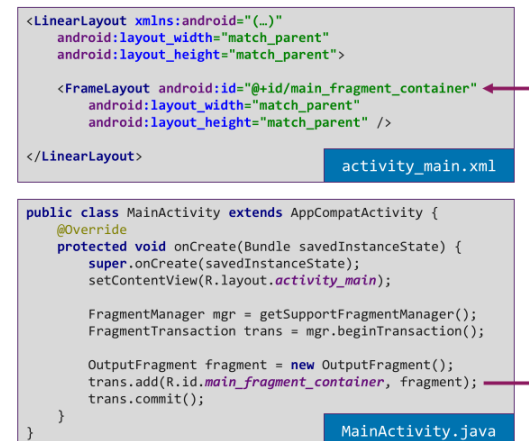 <LinearLayout xmlns:android="(…)"
    android:layout_width="match_parent"
    android:layout_height="match_parent">

    <FrameLayout android:id="@+id/main_fragment_container"
        android:layout_width="match_parent"
        android:layout_height="match_parent" />

</LinearLayout>
activity_main.xml
public class MainActivity extends AppCompatActivity {
    @Override
    protected void onCreate(Bundle savedInstanceState) {
        super.onCreate(savedInstanceState);
        setContentView(R.layout.activity_main);

        FragmentManager mgr = getSupportFragmentManager();
        FragmentTransaction trans = mgr.beginTransaction();

        OutputFragment fragment = new OutputFragment();
        trans.add(R.id.main_fragment_container, fragment);
        trans.commit();
    }
}
MainActivity.java